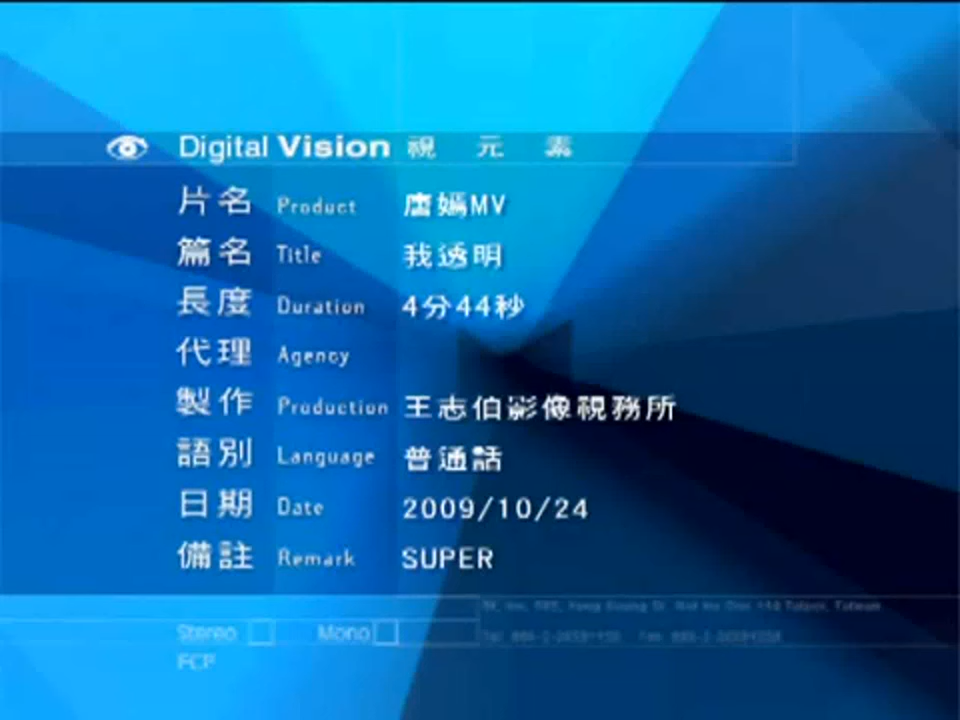 Digital Vision 視元素
片名 Product 唐嫣MV
篇名 Title 我透明
長度 Duration 4分44秒
代理 Agency
製作 Production 王志伯影像視務所
語別 Language 普通話
日期 Date 2009/10/24
備註 Remark SUPER
Stereo Mono
FCP